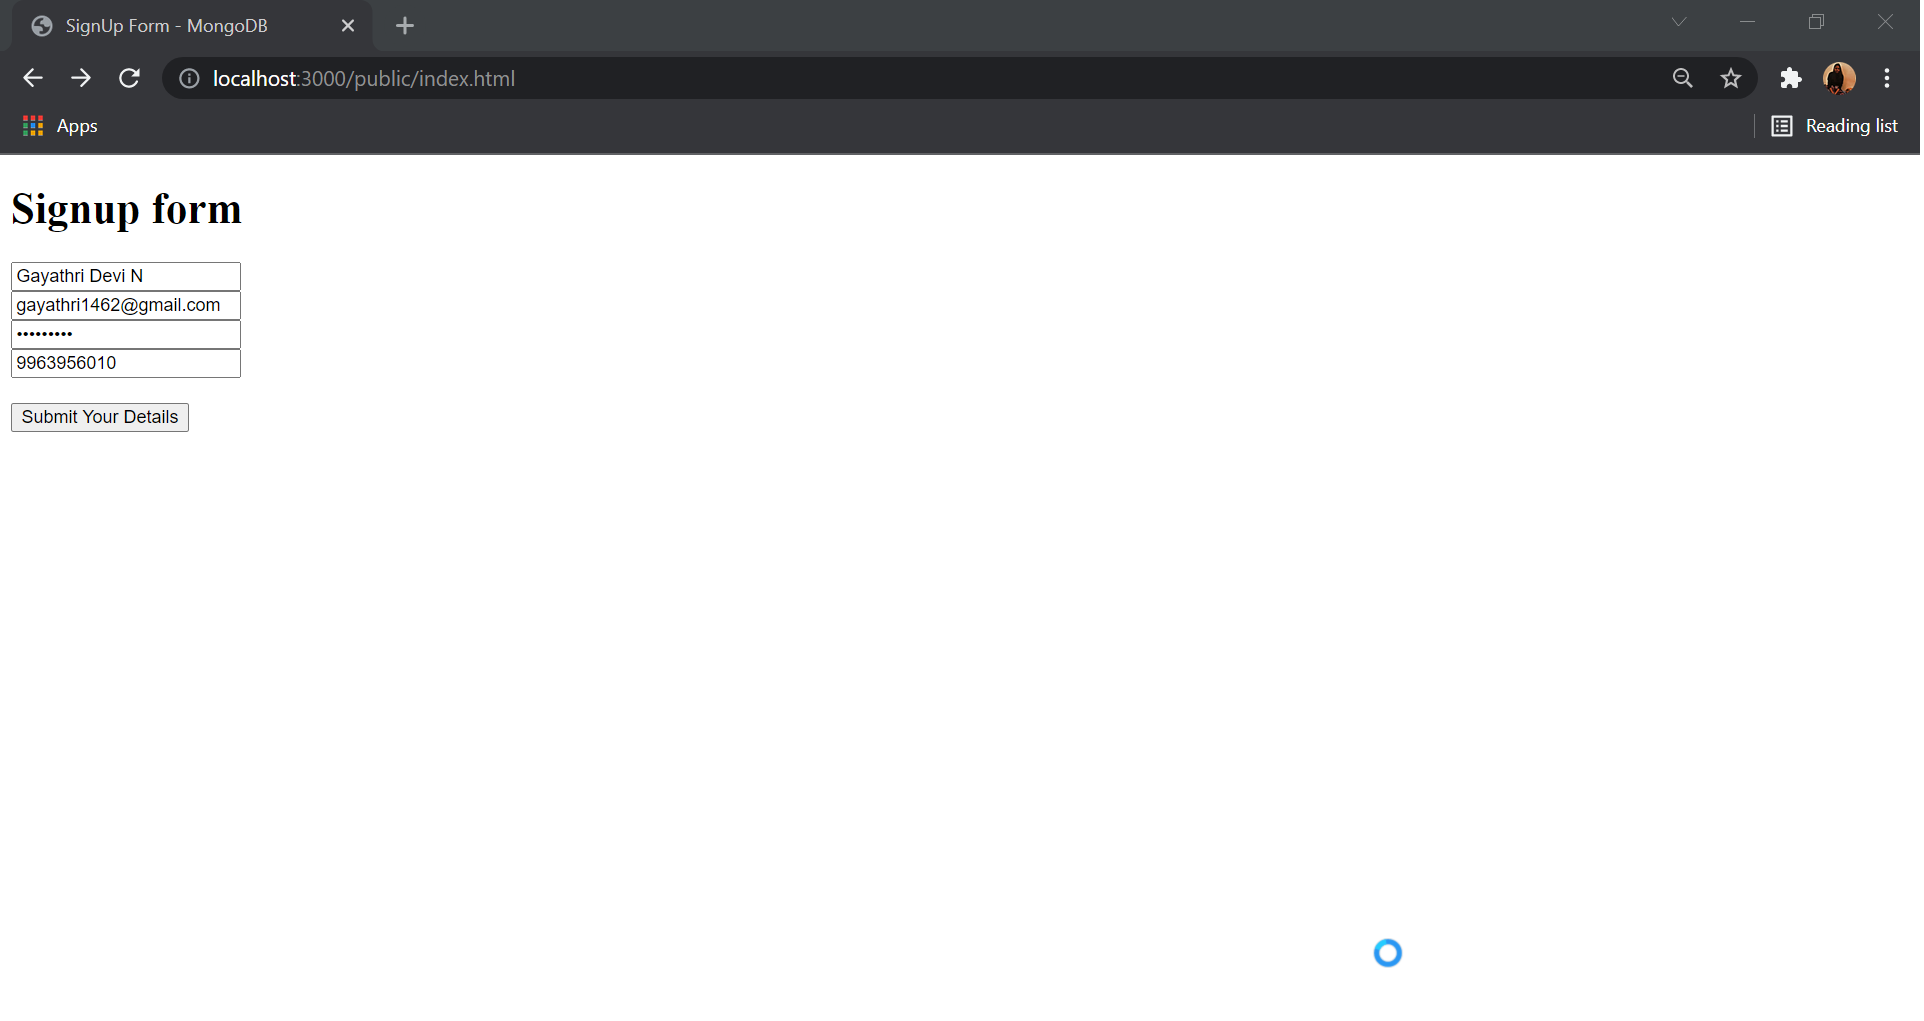 SignUp Form - MongoDB
localhost:3000/public/index.html
Apps
Reading list
Signup form
Gayathri Devi N
gayathri1462@gmail.com
•••••••••
9963956010
Submit Your Details